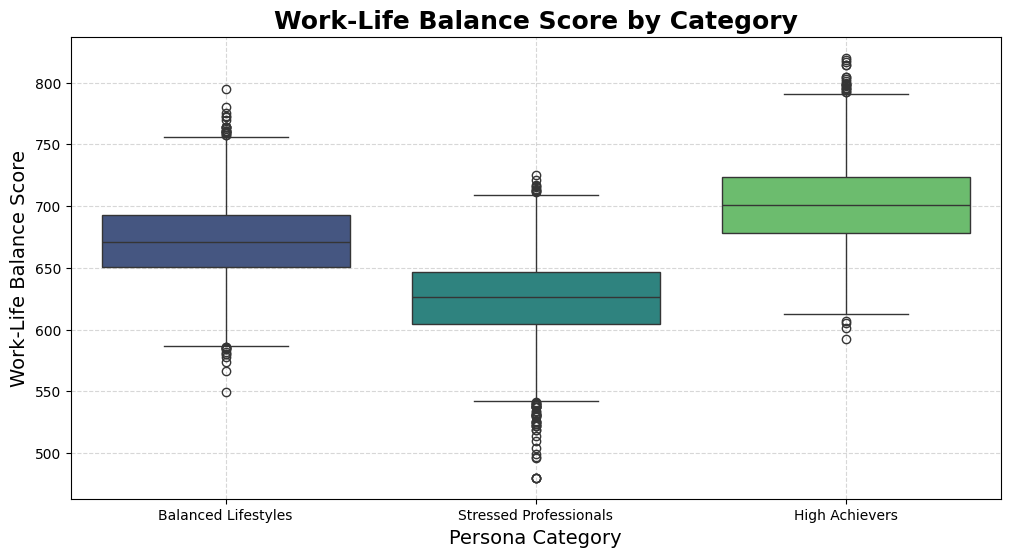 Work-Life Balance Score by Category
Work-Life Balance Score
800
750
700
650
600
550
500
Balanced Lifestyles
Stressed Professionals
High Achievers
Persona Category